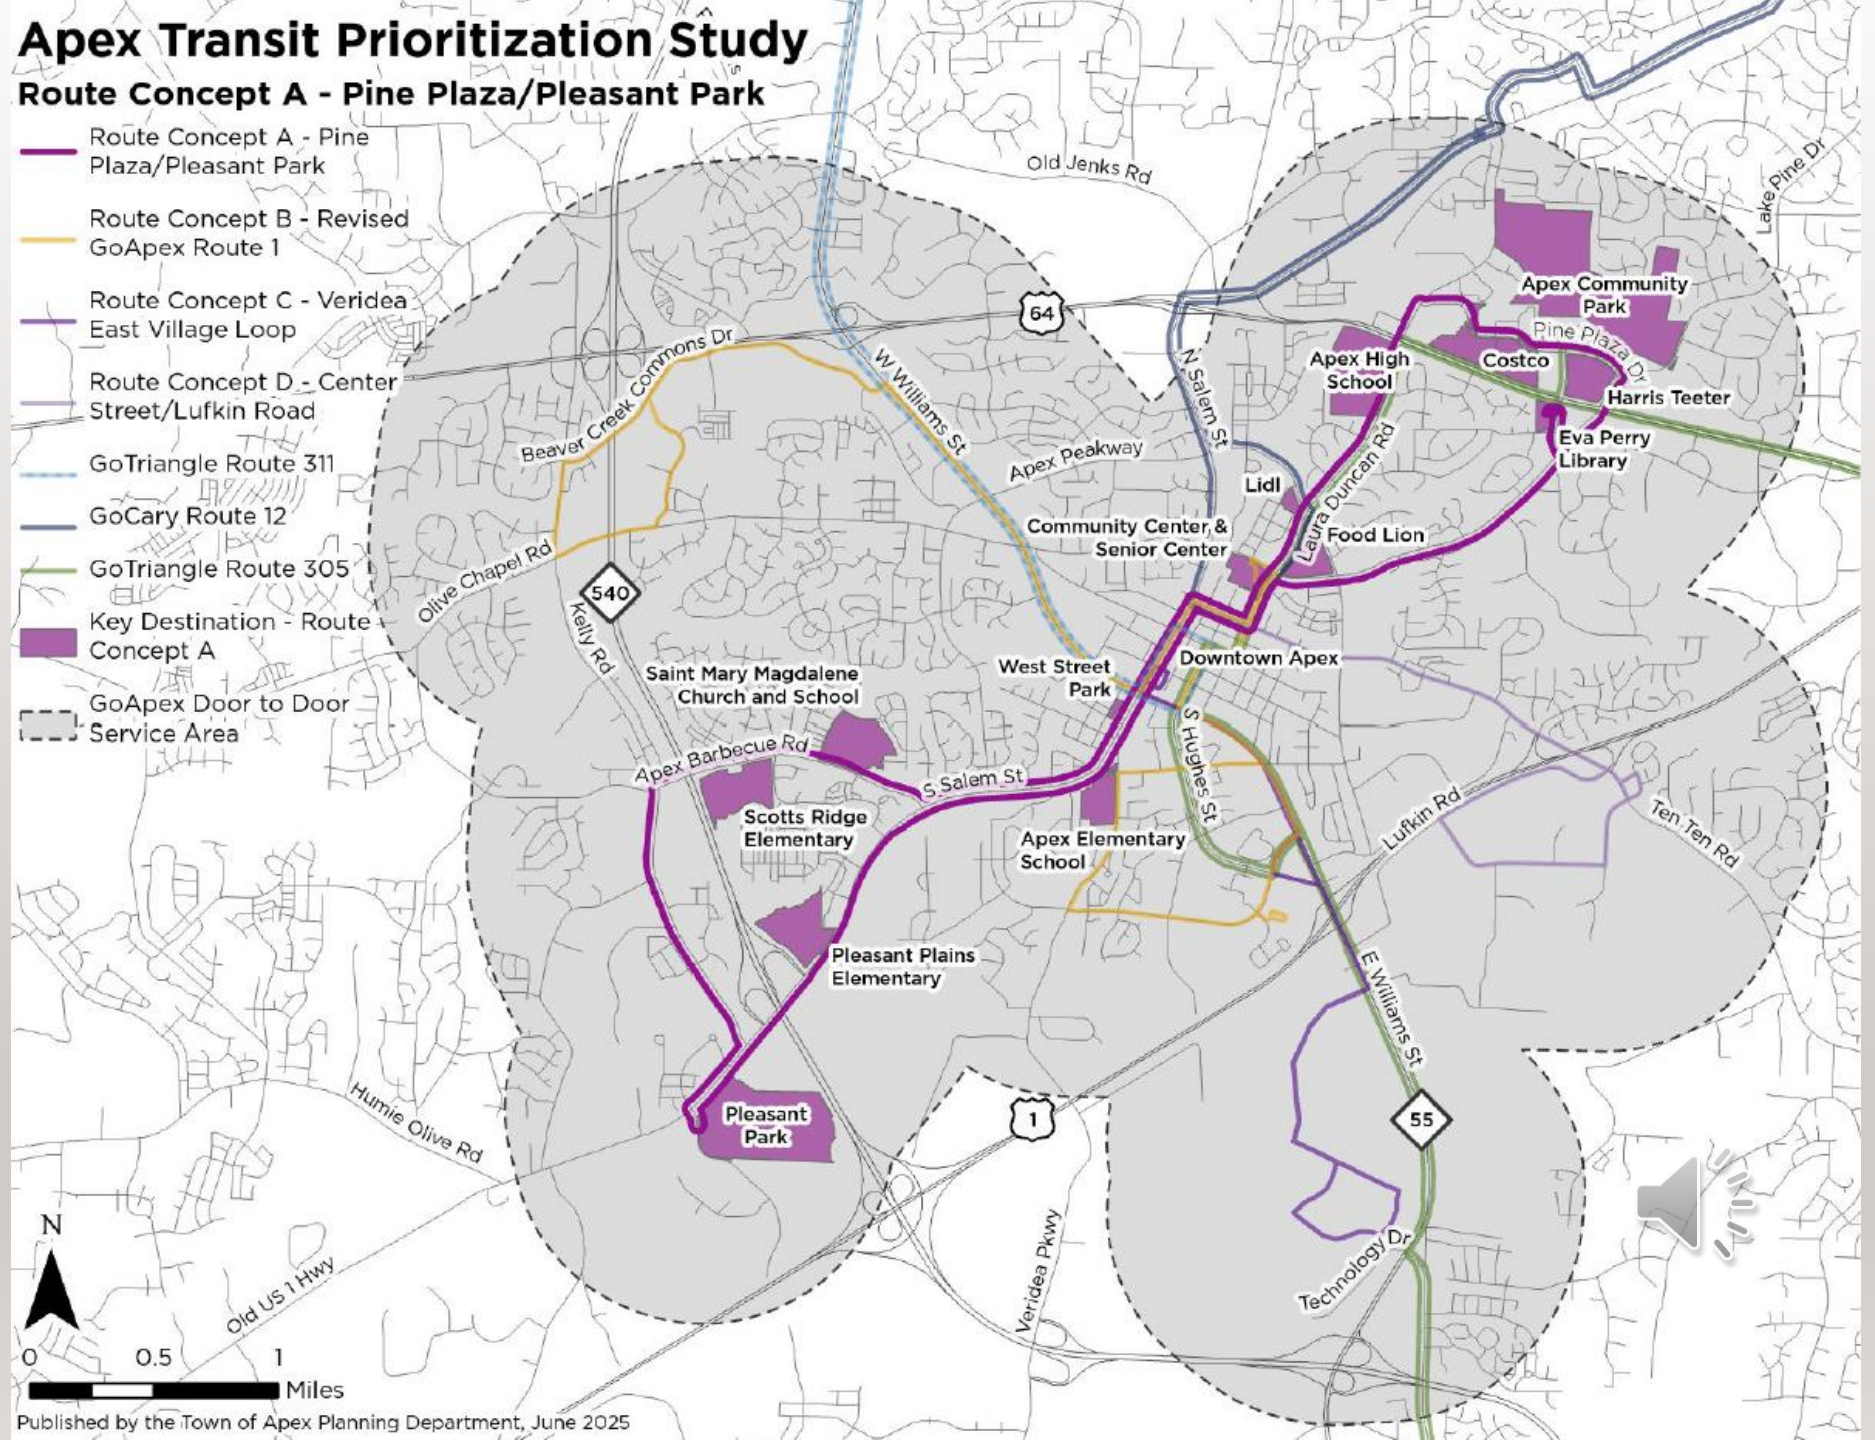 Apex Transit Prioritization Study
Route Concept A - Pine Plaza/Pleasant Park
Route Concept A - Pine
Plaza/Pleasant Park
Route Concept B - Revised
GoApex Route 1
Route Concept C - Veridea
East Village Loop
Route Concept D - Center
Street/Lufkin Road
GoTriangle Route 311
GoCary Route 12
GoTriangle Route 305
Key Destination - Route
Concept A
GoApex Door to Door
Service Area
Old Jenks Rd
Lake Pine Dr
64
Apex Community
Park
Pine Plaza Dr
Beaver Creek Commons Dr
W Williams St
N Salem St
Apex High
School
Costco
Harris Teeter
Apex Peakway
Eva Perry
Library
Lidl
Laura Duncan Rd
Community Center &
Senior Center
Food Lion
Olive Chapel Rd
540
Kelly Rd
Saint Mary Magdalene
Church and School
West Street
Park
Downtown Apex
Apex Barbecue Rd
S Salem St
S Hughes St
Scotts Ridge
Elementary
Apex Elementary
School
Lufkin Rd
Ten Ten Rd
Pleasant Plains
Elementary
E Williams St
Humie Olive Rd
Pleasant
Park
1
55
Veridea Pkwy
Technology Dr
Old US 1 Hwy
N
0 0.5 1
Miles
Published by the Town of Apex Planning Department, June 2025